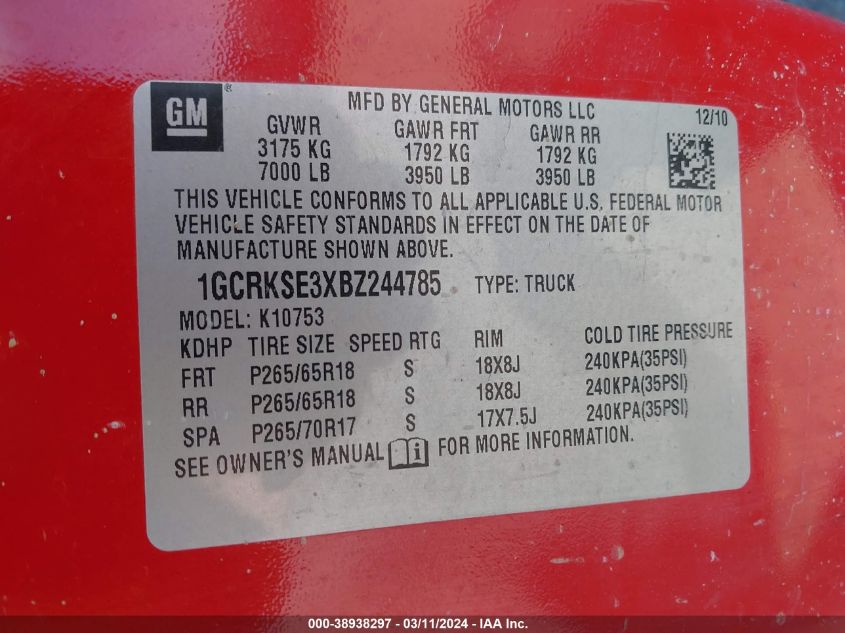 GM®
MFD BY GENERAL MOTORS LLC
12/10
GVWR GAWR FRT GAWR RR
3175 KG 1792 KG 1792 KG
7000 LB 3950 LB 3950 LB
THIS VEHICLE CONFORMS TO ALL APPLICABLE U.S. FEDERAL MOTOR
VEHICLE SAFETY STANDARDS IN EFFECT ON THE DATE OF
MANUFACTURE SHOWN ABOVE.
1GCRKSE3XBZ244785 TYPE: TRUCK
MODEL: K10753
KDHP TIRE SIZE SPEED RTG RIM COLD TIRE PRESSURE
FRT P265/65R18 S 18X8J 240KPA(35PSI)
RR P265/65R18 S 18X8J 240KPA(35PSI)
SPA P265/70R17 S 17X7.5J 240KPA(35PSI)
SEE OWNER'S MANUAL FOR MORE INFORMATION.
000-38938297 - 03/11/2024 - IAA Inc.